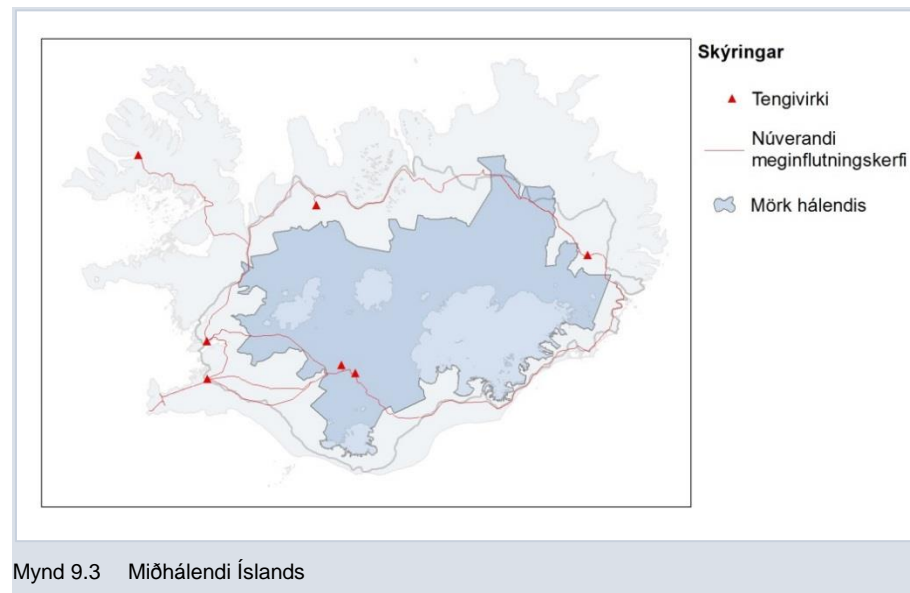 Skýringar
Tengivirki
Núverandi
meginflutningskerfi
Mörk hálendis
Mynd 9.3 Miðhálendi Íslands